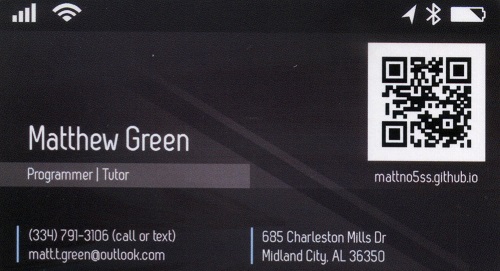 Matthew Green
mattno5ss.github.io
Programmer | Tutor
(334) 791-3106 (call or text)
matt.t.green@outlook.com
685 Charleston Mills Dr
Midland City, AL 36350